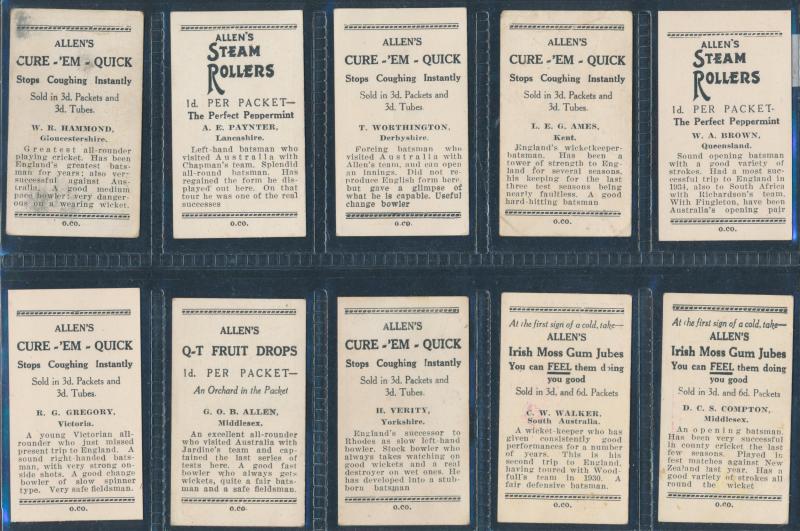 ALLEN'S
CURE-'EM-QUICK
Stops Coughing Instantly
Sold in 3d. Packets and
3d. Tubes.
W. R. HAMMOND,
Gloucestershire.
Greatest all-rounder
playing cricket. Has been
England's greatest bats-
man for years; also very
successful against Aus-
tralia. A good medium
pace bowler; very danger-
ous on a wearing wicket.
O.CO.
ALLEN'S
STEAM
ROLLERS
1d. PER PACKET—
The Perfect Peppermint
A. E. PAYNTER,
Lancashire.
Left-hand batsman who
visited Australia with
Chapman's team. Splendid
all-round batsman. Has
regained the form he dis-
played out here. On that
tour he was one of the real
successes
O.CO.
ALLEN'S
CURE-'EM-QUICK
Stops Coughing Instantly
Sold in 3d. Packets and
3d. Tubes.
T. WORTHINGTON,
Derbyshire.
Forcing batsman who
visited Australia with
Allen's team, and can open
an innings. Did not re-
produce English form here,
but gave a glimpse of
what he is capable. Useful
change bowler
O.CO.
ALLEN'S
CURE-'EM-QUICK
Stops Coughing Instantly
Sold in 3d. Packets and
3d. Tubes.
L. E. G. AMES,
Kent.
England's wicketkeeper-
batsman. Has been a
tower of strength to Eng-
land for several seasons,
his keeping for the last
three test seasons being
nearly faultless. A good
hard-hitting batsman
O.CO.
ALLEN'S
STEAM
ROLLERS
1d. PER PACKET-
The Perfect Peppermint
W. A. BROWN,
Queensland.
Sound opening batsman
with a good variety of
strokes. Had a most suc-
cessful trip to England in
1934, also to South Africa
with Richardson's team.
With Fingleton, have been
Australia's opening pair
O.CO.
ALLEN'S
CURE-'EM-QUICK
Stops Coughing Instantly
Sold in 3d. Packets and
3d. Tubes.
R. G. GREGORY,
Victoria.
A young Victorian all-
rounder who just missed
present trip to England. A
sound right-handed bats-
man, with very strong on-
side shots. A good change
bowler of slow spinner
type. Very safe fieldsman.
O.CO.
ALLEN'S
Q-T FRUIT DROPS
1d. PER PACKET—
An Orchard in the Packet
G. O. B. ALLEN,
Middlesex.
An excellent all-rounder
who visited Australia with
Jardine's team and cap-
tained the last series of
tests here. A good fast
bowler who always gets
wickets, quite a fair bats-
man and a safe fieldsman.
O.CO.
ALLEN'S
CURE-'EM-QUICK
Stops Coughing Instantly
Sold in 3d. Packets and
3d. Tubes.
H. VERITY,
Yorkshire.
England's successor to
Rhodes as slow left-hand
bowler. Stock bowler who
always takes watching on
good wickets and a real
destroyer on wet ones. He
has developed into a stub-
born batsman
O.CO.
At the first sign of a cold, take—
ALLEN'S
Irish Moss Gum Jubes
You can FEEL them doing
you good
Sold in 3d. and 6d. Packets
C. W. WALKER,
South Australia.
A wicket-keeper who has
given consistently good
performances for a number
of years. This is his
second trip to England,
having toured with Wood-
full's team in 1930. A
fair defensive batsman.
O.CO.
At the first sign of a cold, take—
ALLEN'S
Irish Moss Gum Jubes
You can FEEL them doing
you good
Sold in 3d. and 6d. Packets
D. C. S. COMPTON,
Middlesex.
An opening batsman.
Has been very successful
in county cricket the last
few seasons. Played in
test matches against New
Zealand last year. Has a
good variety of strokes all
round the wicket
O.CO.